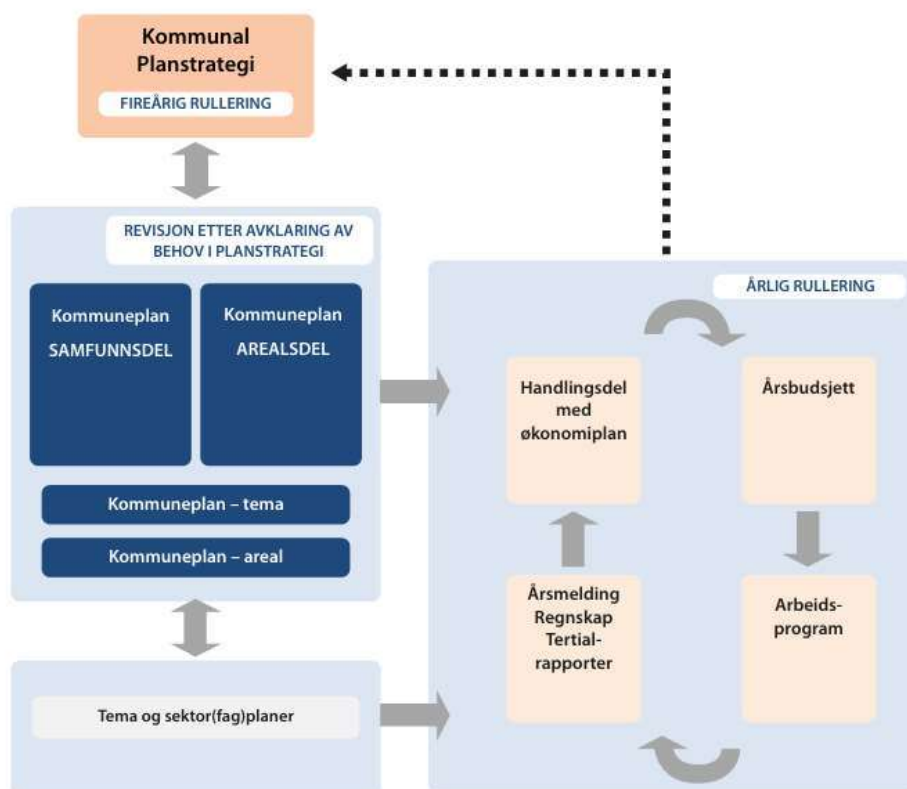 Kommunal
Planstrategi
FIREÅRIG RULLERING
REVISJON ETTER AVKLARING AV
BEHOV I PLANSTRATEGI
Kommuneplan
SAMFUNNSDEL
Kommuneplan
AREALSDEL
Kommuneplan – tema
Kommuneplan – areal
Tema og sektor(fag)planer
ÅRLIG RULLERING
Handlingsdel
med
økonomiplan
Årsbudsjett
Årsmelding
Regnskap
Tertial-
rapporter
Arbeids-
program